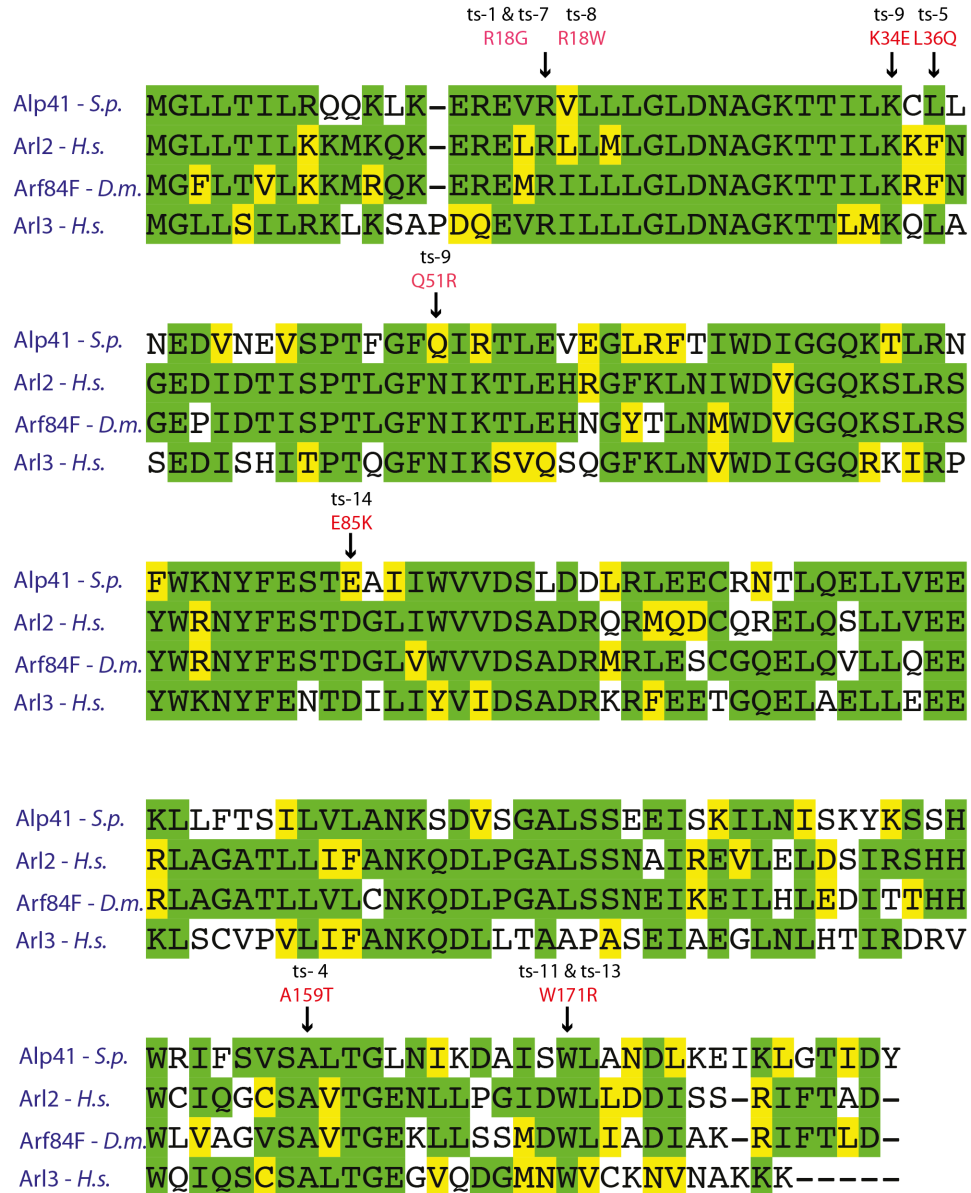 ts-1 & ts-7 ts-8 ts-9 ts-5
R18G R18W K34E L36Q
Alp41 - S.p. MGLLTILRQQKLK-EREVRVLLLGLDNAGKTTILKCLL
Arl2 - H.s. MGLLTILKKMKQK-ERELRLLMLGLDNAGKTTILKKFN
Arf84F - D.m. MGFLTVLKKMRQK-EREMRILLLGLDNAGKTTILKRFN
Arl3 - H.s. MGLLSILRKLKSAPDQEVRILLLGLDNAGKTTLMKQLA
ts-9
Q51R
Alp41 - S.p. NEDVNEVSPTFGFQIRTLEVEGLRFTIWDIGGQKTLRN
Arl2 - H.s. GEDIDTISPTLGFNIKTLEHRGFKLNIWDVGGQKSLRS
Arf84F - D.m. GEPIDTISPTLGFNIKTLEHNGYTLNMWDVGGQKSLRS
Arl3 - H.s. SEDISHITPTQGFNIKSVQSQGFKLNVWDIGGQRKIRP
ts-14
E85K
Alp41 - S.p. FWKNYFESTEAIIWVVDSLDDLRLEECRNTLQELLVEE
Arl2 - H.s. YWRNYFESTDGLIWVVDSADRQRMQDCQRELQSLLVEE
Arf84F - D.m. YWRNYFESTDGLVWVVDSADRMRLESCGQELQVLLQEE
Arl3 - H.s. YWKNYFENTDILIYVIDSADRKRFEETGQELAELLEEE
Alp41 - S.p. KLLFTSILVLANKSDVSGALSSEEISKILNISKYKSSH
Arl2 - H.s. RLAGATLLIFANKQDLPGALSSNAIREVLELDSIRSHH
Arf84F - D.m. RLAGATLLVLCNKQDLPGALSSNEIKEILHLEDITTHH
Arl3 - H.s. KLSCVPVLIFANKQDLLTAAPASEIAEGLNLHTIRDRV
ts- 4 ts-11 & ts-13
A159T W171R
Alp41 - S.p. WRIFSVSALTGLNIKDAISWLANDLKEIKLGTIDY
Arl2 - H.s. WCIQGCSAVTGENLLPGIDWLLDDISS-RIFTAD-
Arf84F - D.m. WLVAGVSAVTGEKLLSSMDWLIADIAK-RIFTLD-
Arl3 - H.s. WQIQSCSALTGEGVQDGMNWVCKNVNAKKK-----